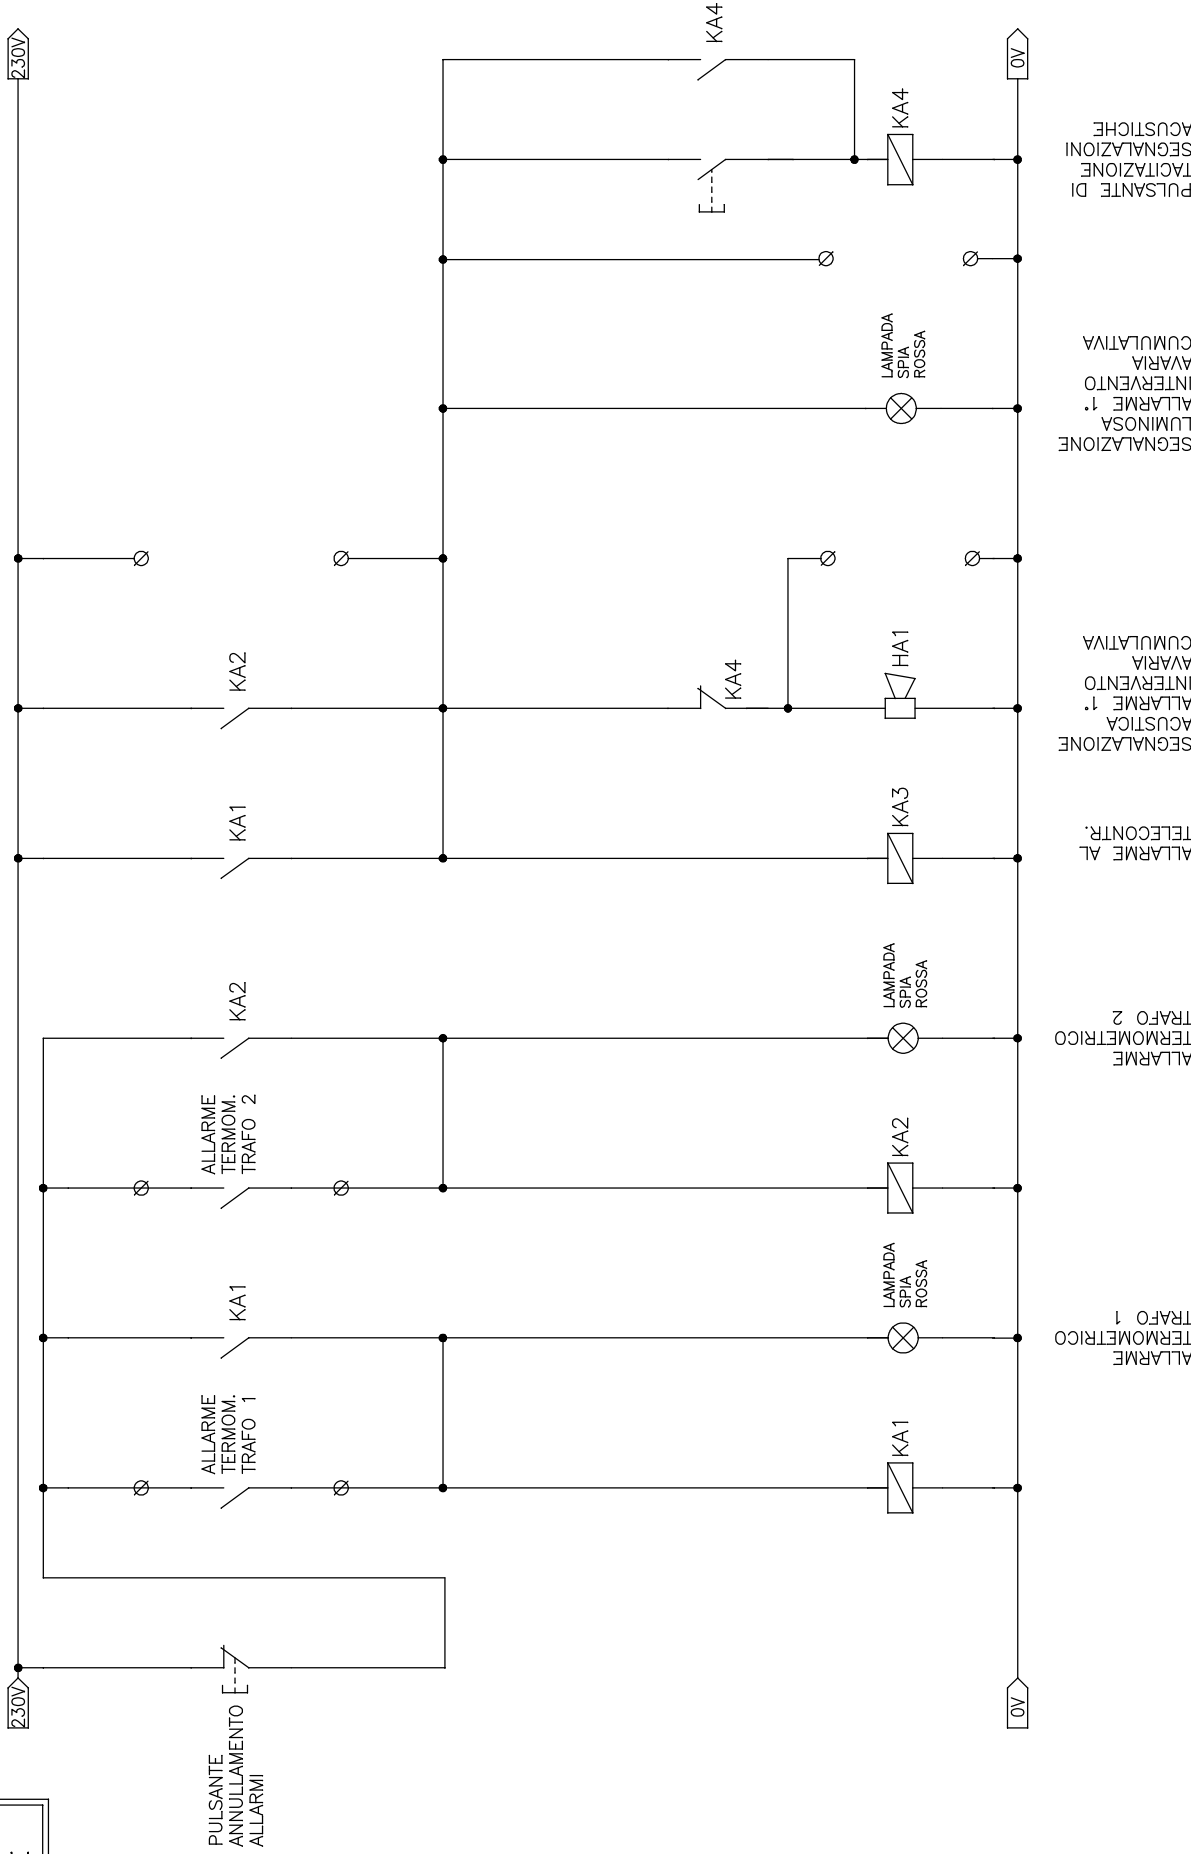 230V
0V
PULSANTE
ANNULLAMENTO
ALLARMI
ALLARME
TERMOM.
TRAFO 1
KA1
KA1
LAMPADA
SPIA
ROSSA
ALLARME
TERMOMETRICO
TRAFO 1
ALLARME
TERMOM.
TRAFO 2
KA2
KA2
LAMPADA
SPIA
ROSSA
ALLARME
TERMOMETRICO
TRAFO 2
KA1
KA3
ALLARME AL
TELECONTR.
KA2
KA4
HA1
SEGNALAZIONE
ACUSTICA
ALLARME 1°
INTERVENTO
AVARIA
CUMULATIVA
LAMPADA
SPIA
ROSSA
SEGNALAZIONE
LUMINOSA
ALLARME 1°
INTERVENTO
AVARIA
CUMULATIVA
KA4
KA4
PULSANTE DI
TACITAZIONE
SEGNALAZIONI
ACUSTICHE
230V
0V